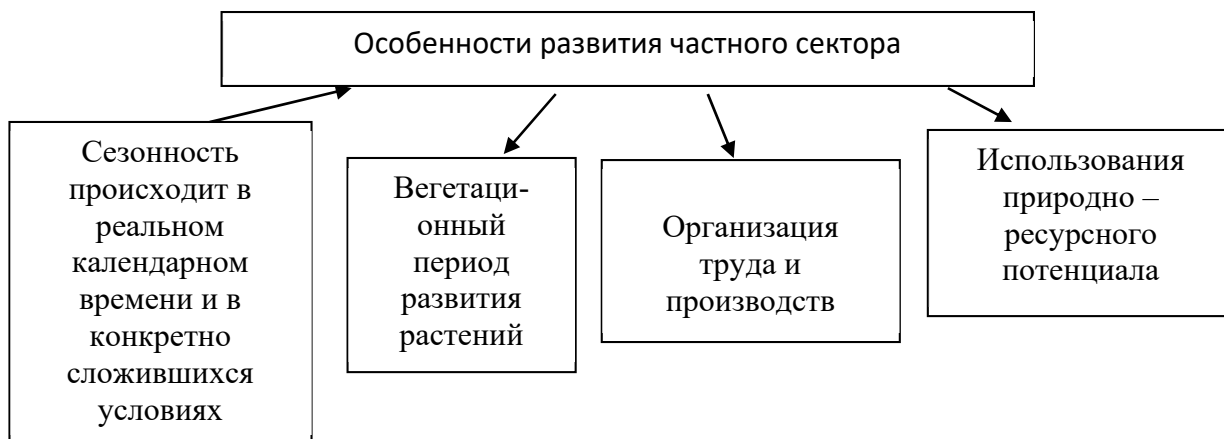 Особенности развития частного сектора
Сезонность
происходит в
реальном
календарном
времени и в
конкретно
сложившихся
условиях
Вегетаци-
онный
период
развития
растений
Организация
труда и
производств
Использования
природно –
ресурсного
потенциала